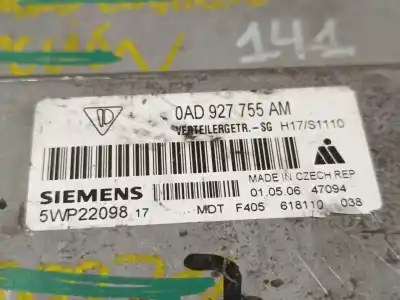 141
0AD 927 755 AM
VERTEILERGETR.-SG H17/S1110
MADE IN CZECH REP
SIEMENS
01.05.06 47094
5WP22098 17
MDT F405 618110 038